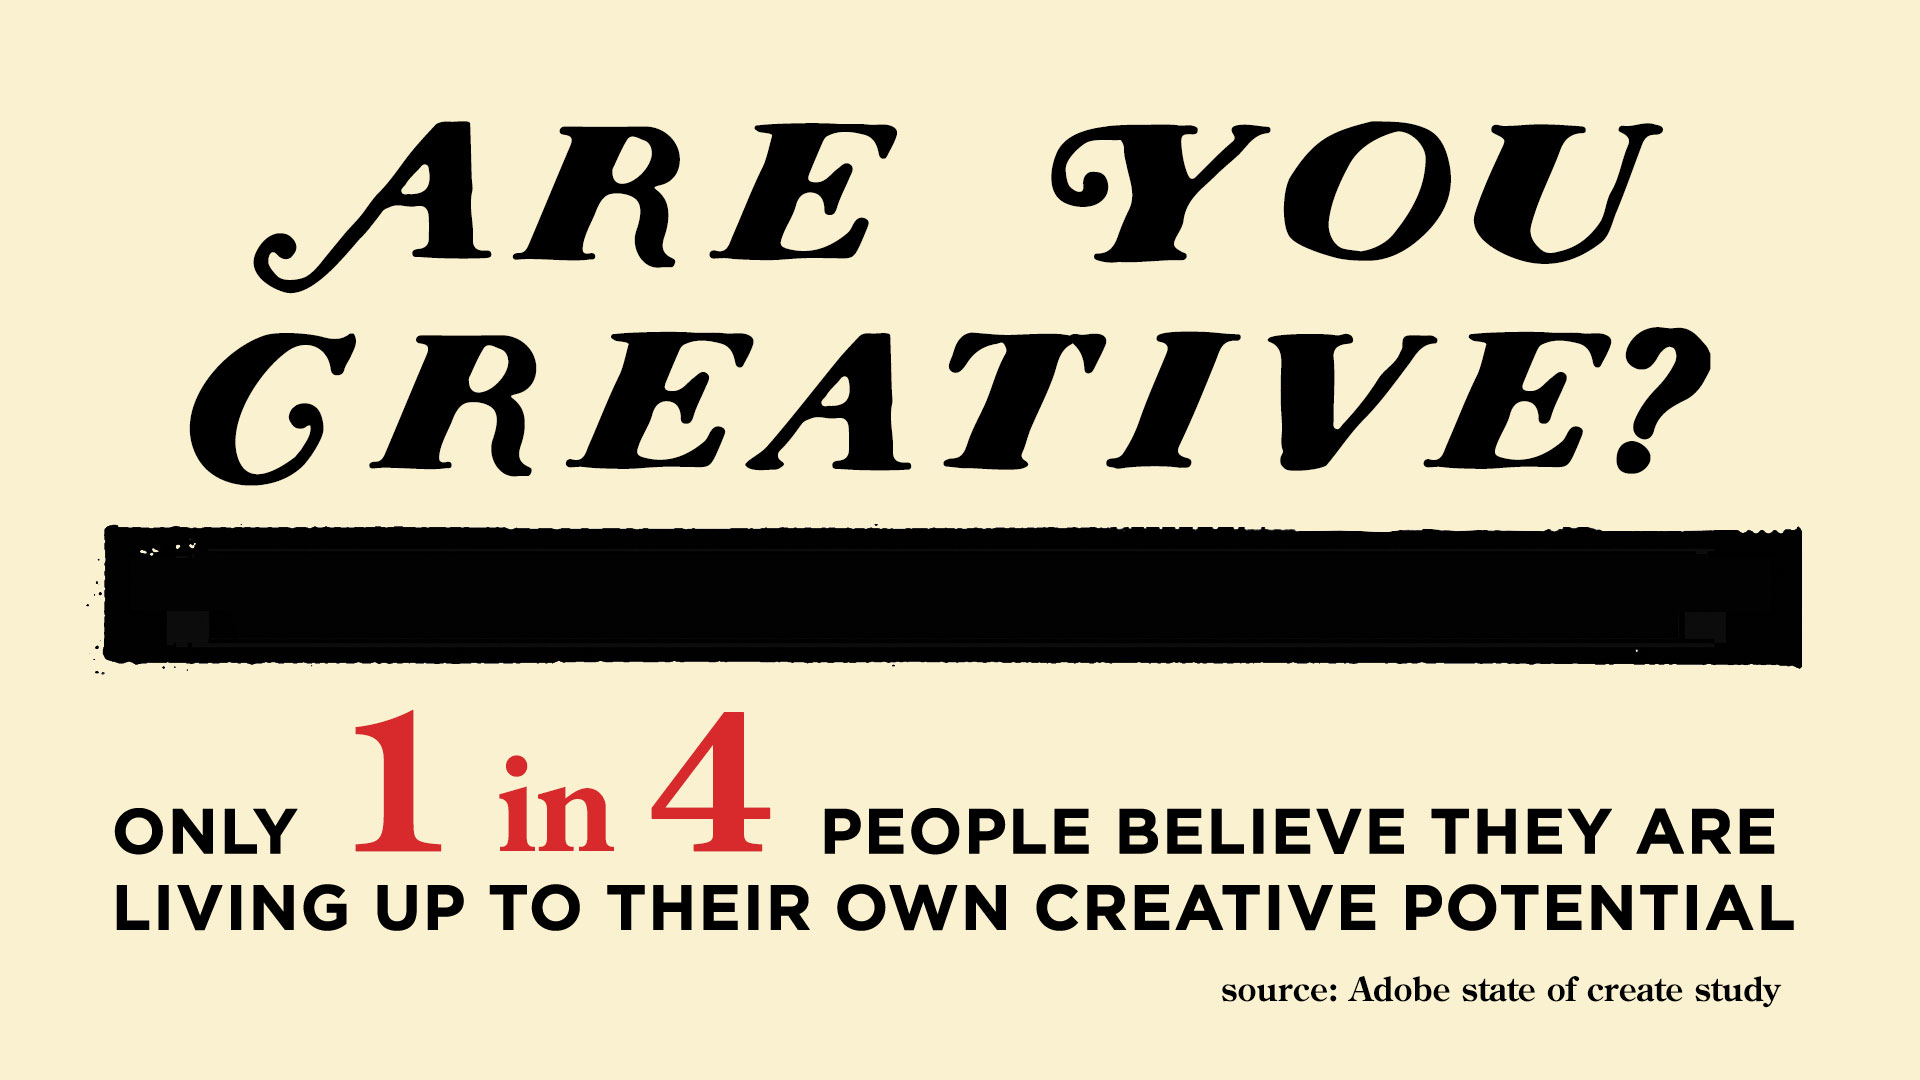 ARE YOU
CREATIVE?
ONLY 1 in 4 PEOPLE BELIEVE THEY ARE
LIVING UP TO THEIR OWN CREATIVE POTENTIAL
source: Adobe state of create study